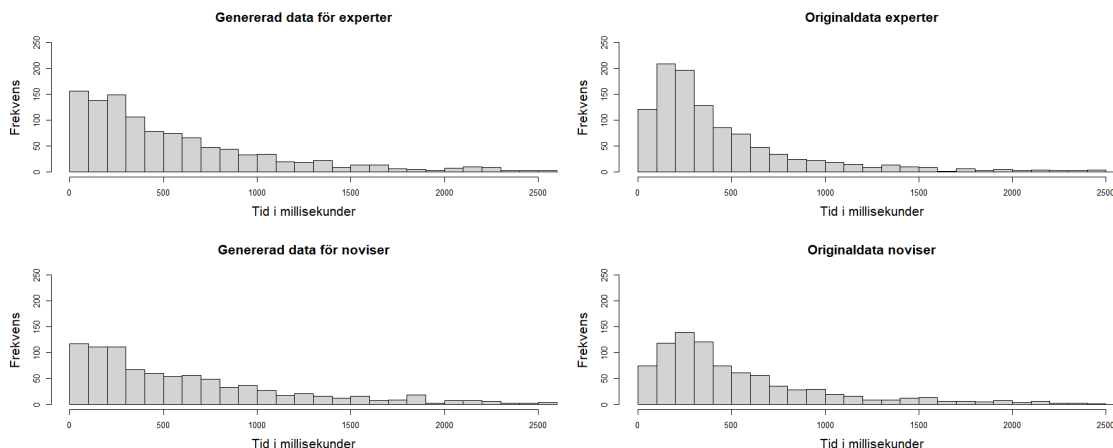 Genererad data för experter
Frekvens
0 50 100 150 200 250
0 500 1000 1500 2000 2500
Tid i millisekunder
Originaldata experter
Frekvens
0 50 100 150 200 250
0 500 1000 1500 2000 2500
Tid i millisekunder
Genererad data för noviser
Frekvens
0 50 100 150 200 250
0 500 1000 1500 2000 2500
Tid i millisekunder
Originaldata noviser
Frekvens
0 50 100 150 200 250
0 500 1000 1500 2000 2500
Tid i millisekunder